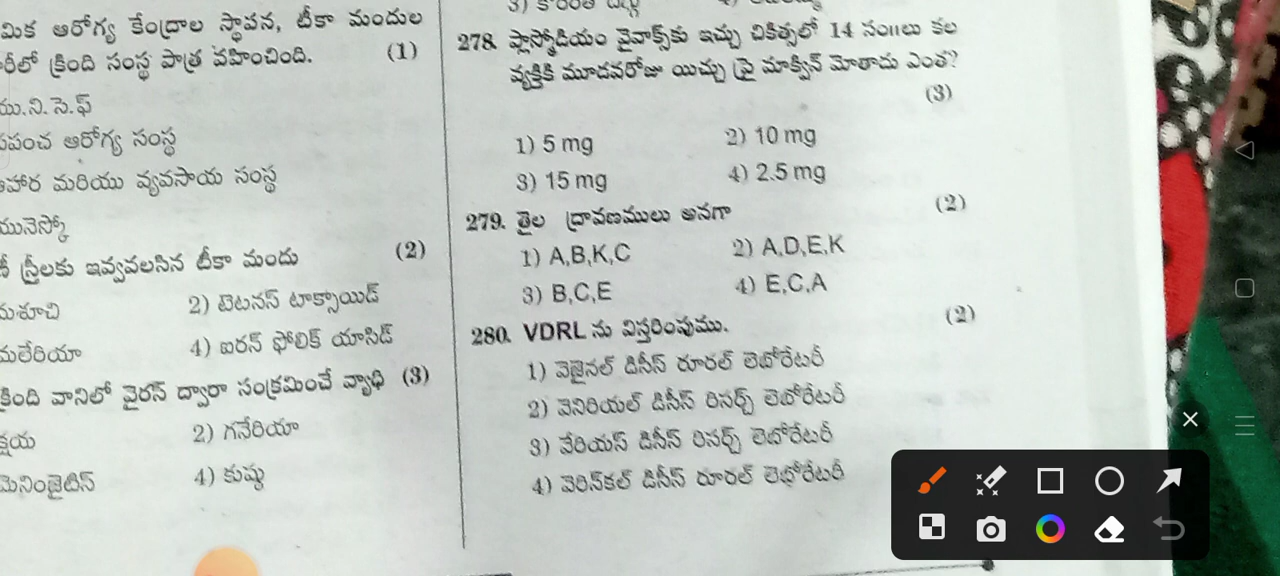 మిక ఆరోగ్య కేంద్రాల స్థాపన, టీకా మందుల
లో క్రింది సంస్థ పాత్ర వహించింది. (1)
యు.ని.సె.ఫ్
పపంచ ఆరోగ్య సంస్థ
ఆహార మరియు వ్యవసాయ సంస్థ
యునెస్కో
స్త్రీలకు ఇవ్వవలసిన టీకా మందు (2)
మశూచి 2) టెటనస్ టాక్సాయిడ్
మలేరియా 4) ఐరన్ ఫోలిక్ యాసిడ్
క్రింది వానిలో వైరస్ ద్వారా సంక్రమించే వ్యాధి (3)
క్షయ 2) గనేరియా
మెనింజైటిస్ 4) కుష్ఠు
3) 4)
278. ప్లాస్మోడియం వైవాక్స్‌కు ఇచ్చు చికిత్సలో 14 సం॥లు కల
వ్యక్తికి మూడవరోజు యిచ్చు ప్రై మాక్విన్ మోతాదు ఎంత?
(3)
1) 5 mg 2) 10 mg
3) 15 mg 4) 2.5 mg
279. తైల ద్రావణములు అనగా (2)
1) A,B,K,C 2) A,D,E,K
3) B,C,E 4) E,C,A
280. VDRL ను విస్తరింపుము. (2)
1) వెజైనల్ డిసీస్ రూరల్ లెబోరేటరీ
2) వెనిరియల్ డిసీస్ రిసర్చ్ లెబోరేటరీ
3) వేరియస్ డిసీస్ రిసర్చ్ లెబోరేటరీ
4) వెరిన్‌కల్ డిసీస్ రూరల్ లెబోరేటరీ